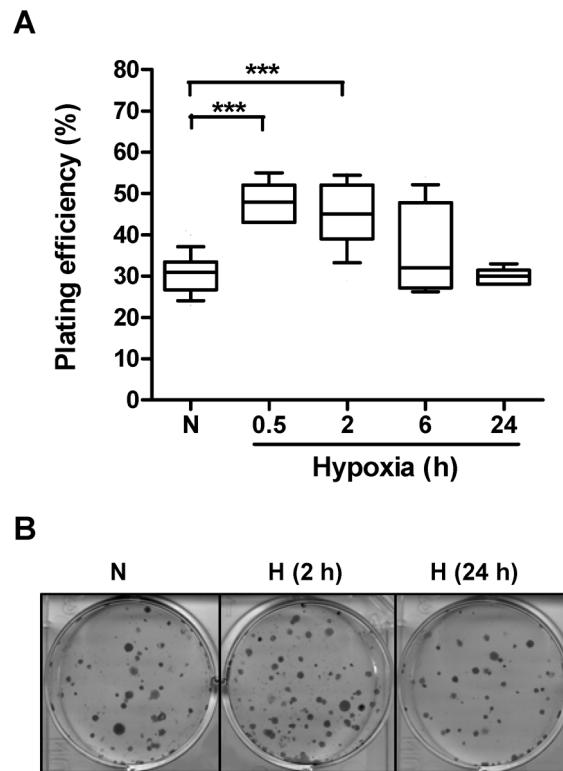 A
***
***
Plating efficiency (%)
80
70
60
50
40
30
20
10
0
N 0.5 2 6 24
Hypoxia (h)
B
N H (2 h) H (24 h)